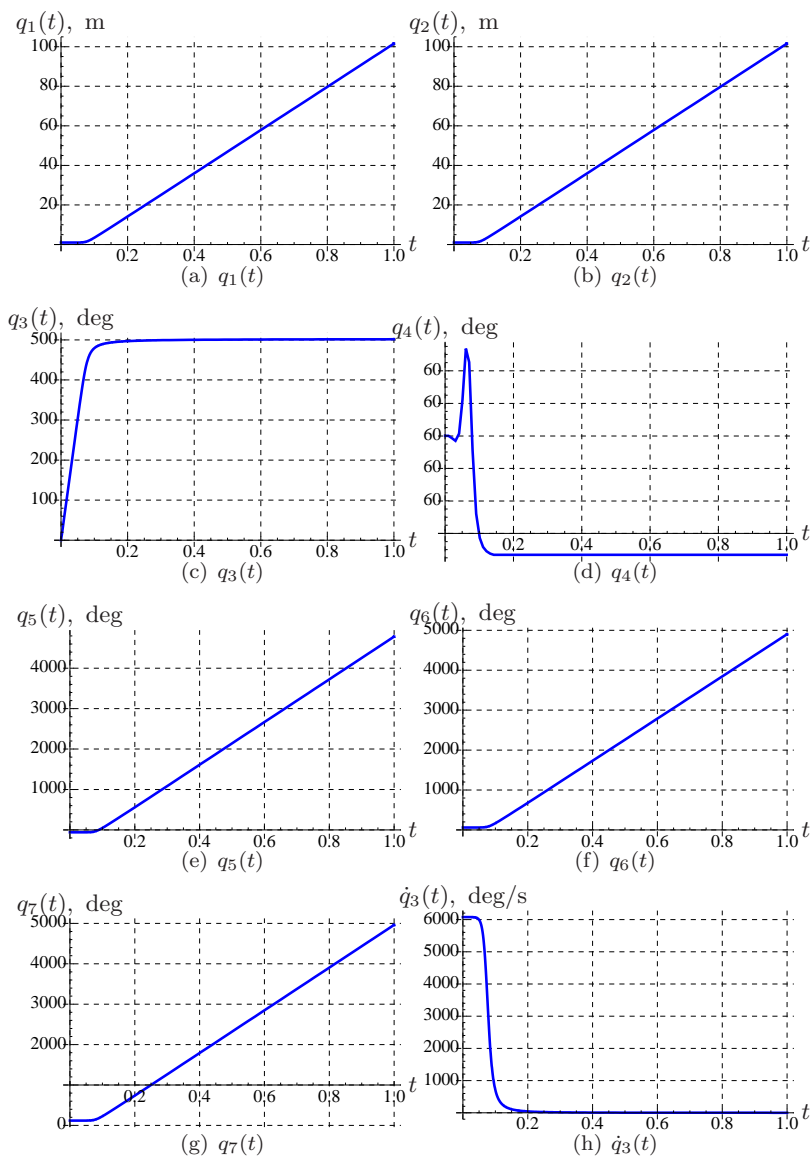 q₁(t), m
100
80
60
40
20
0.2 0.4 0.6 0.8 1.0 t
(a) q₁(t)
q₂(t), m
100
80
60
40
20
0.2 0.4 0.6 0.8 1.0 t
(b) q₂(t)
q₃(t), deg
500
400
300
200
100
0.2 0.4 0.6 0.8 1.0 t
(c) q₃(t)
q₄(t), deg
60
60
60
60
60
0.2 0.4 0.6 0.8 1.0 t
(d) q₄(t)
q₅(t), deg
4000
3000
2000
1000
0.2 0.4 0.6 0.8 1.0 t
(e) q₅(t)
q₆(t), deg
5000
4000
3000
2000
1000
0.2 0.4 0.6 0.8 1.0 t
(f) q₆(t)
q₇(t), deg
5000
4000
3000
2000
0.2 0.4 0.6 0.8 1.0 t
0
(g) q₇(t)
q̇₃(t), deg/s
6000
5000
4000
3000
2000
1000
0.2 0.4 0.6 0.8 1.0 t
(h) q̇₃(t)